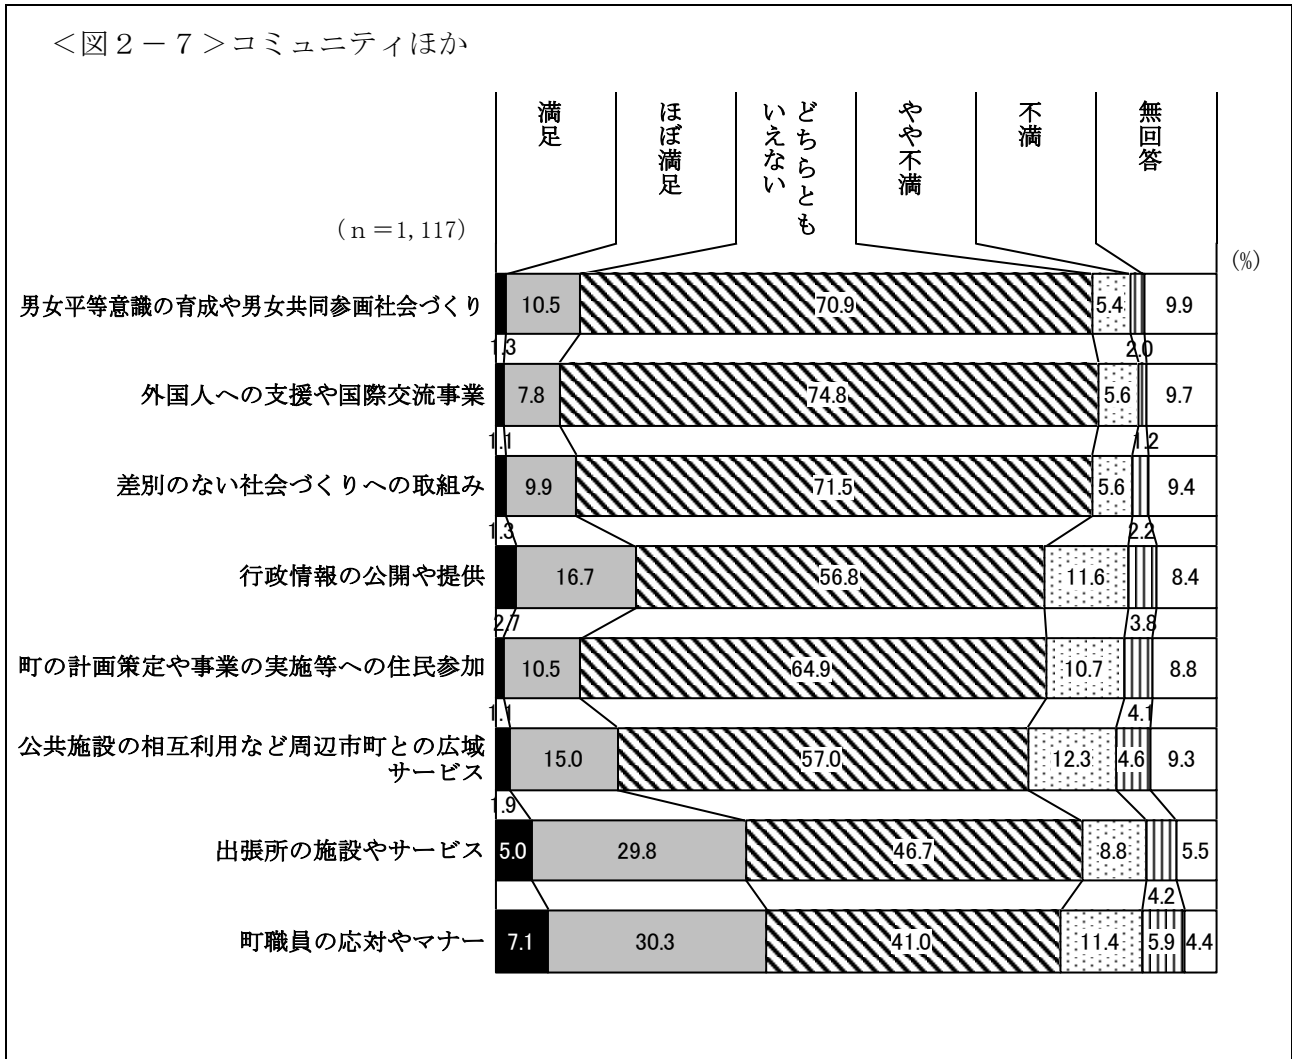 ＜図２－７＞コミュニティほか
満足
ほぼ満足
どちらとも
いえない
やや不満
不満
無回答
（ｎ＝1,117）
(%)
男女平等意識の育成や男女共同参画社会づくり
10.5
70.9
5.4
9.9
1.3
2.0
外国人への支援や国際交流事業
7.8
74.8
5.6
9.7
1.1
1.2
差別のない社会づくりへの取組み
9.9
71.5
5.6
9.4
1.3
2.2
行政情報の公開や提供
16.7
56.8
11.6
8.4
2.7
3.8
町の計画策定や事業の実施等への住民参加
10.5
64.9
10.7
8.8
1.1
4.1
公共施設の相互利用など周辺市町との広域
サービス
15.0
57.0
12.3
4.6
9.3
1.9
出張所の施設やサービス
5.0
29.8
46.7
8.8
5.5
4.2
町職員の応対やマナー
7.1
30.3
41.0
11.4
5.9
4.4